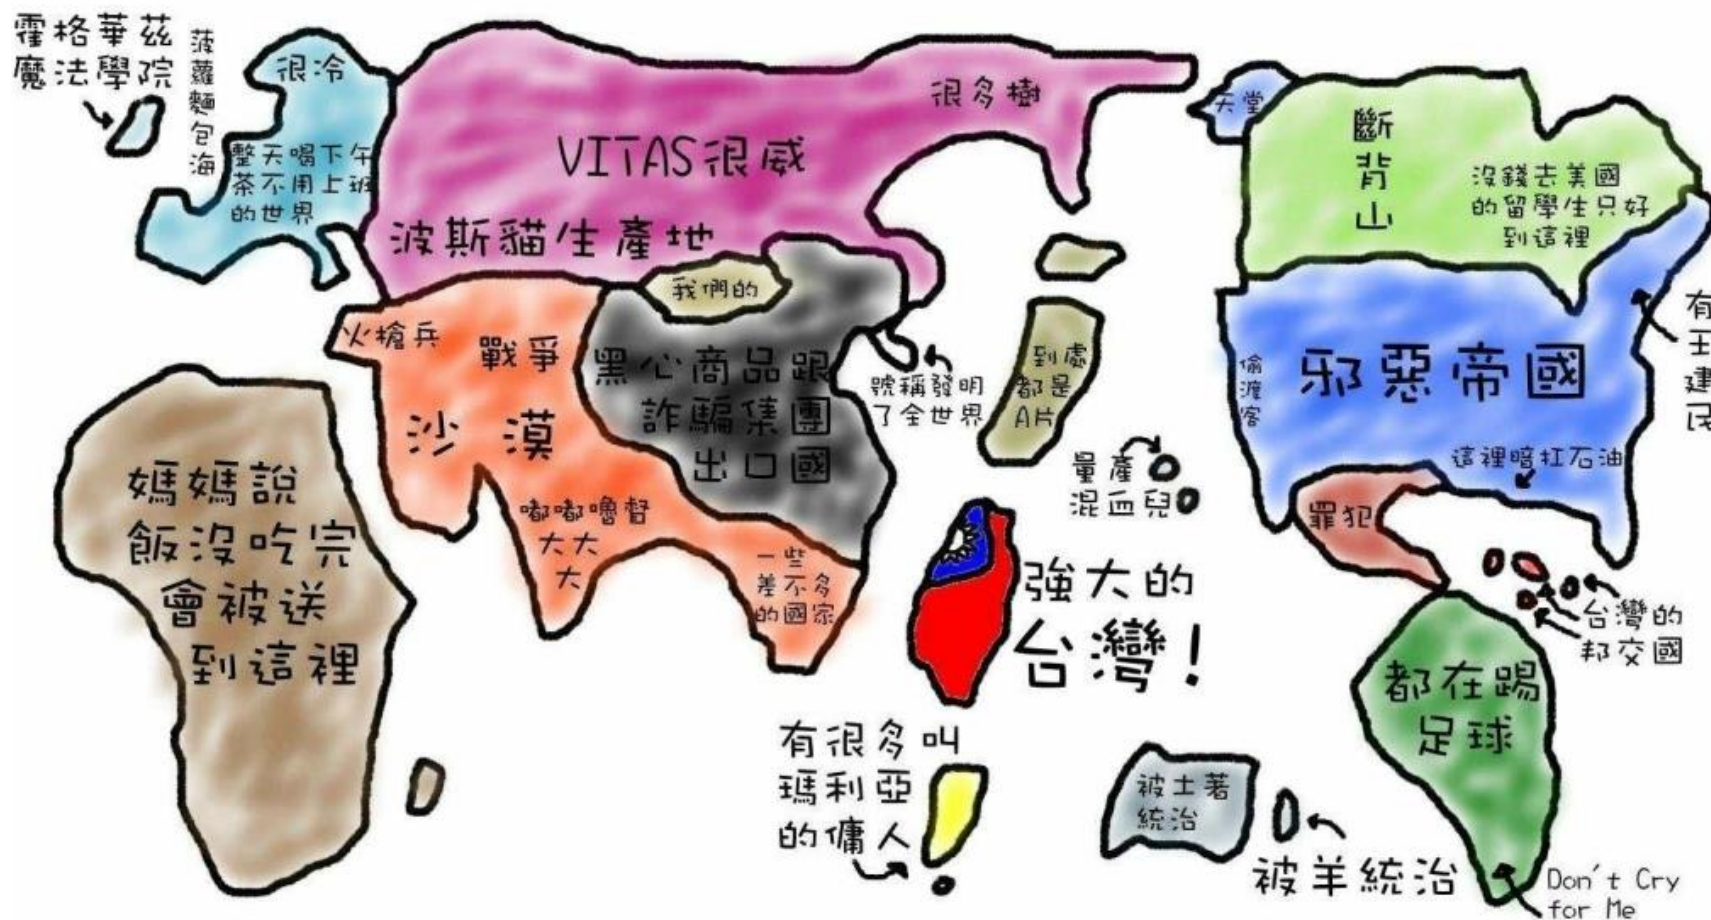 霍格華茲
魔法學院
菠蘿麵包海
很冷
整天喝下午
茶不用上班
的世界
VITAS很威
很多樹
波斯貓生產地
天堂
斷背山
沒錢去美國
的留學生只好
到這裡
我們的
火槍兵
戰爭
沙漠
黑心商品跟
詐騙集團
出口國
號稱發明
了全世界
到處
都是
A片
偷渡客
邪惡帝國
有王建民
這裡暗扛石油
媽媽說
飯沒吃完
會被送
到這裡
嘟嘟嚕督
大大
大
一些
差不多
的國家
量產
混血兒
強大的
台灣!
罪犯
台灣的
邦交國
都在踢
足球
有很多叫
瑪利亞
的傭人
被土著
統治
被羊統治
Don't Cry
for Me